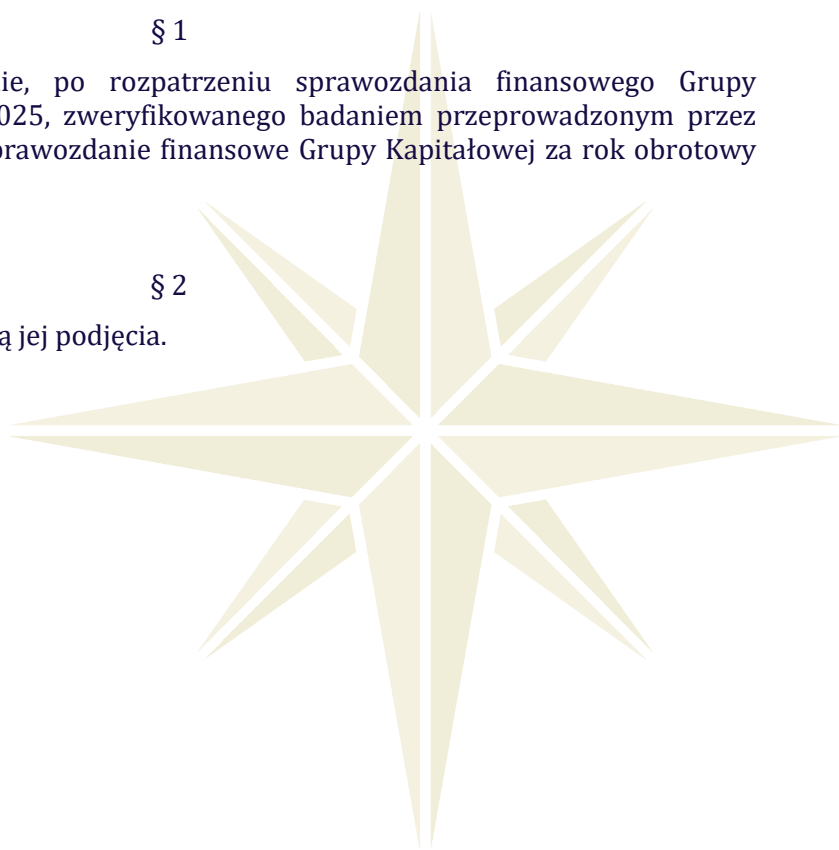 § 1
ie, po rozpatrzeniu sprawozdania finansowego Grupy
025, zweryfikowanego badaniem przeprowadzonym przez
prawozdanie finansowe Grupy Kapitałowej za rok obrotowy
§ 2
ą jej podjęcia.